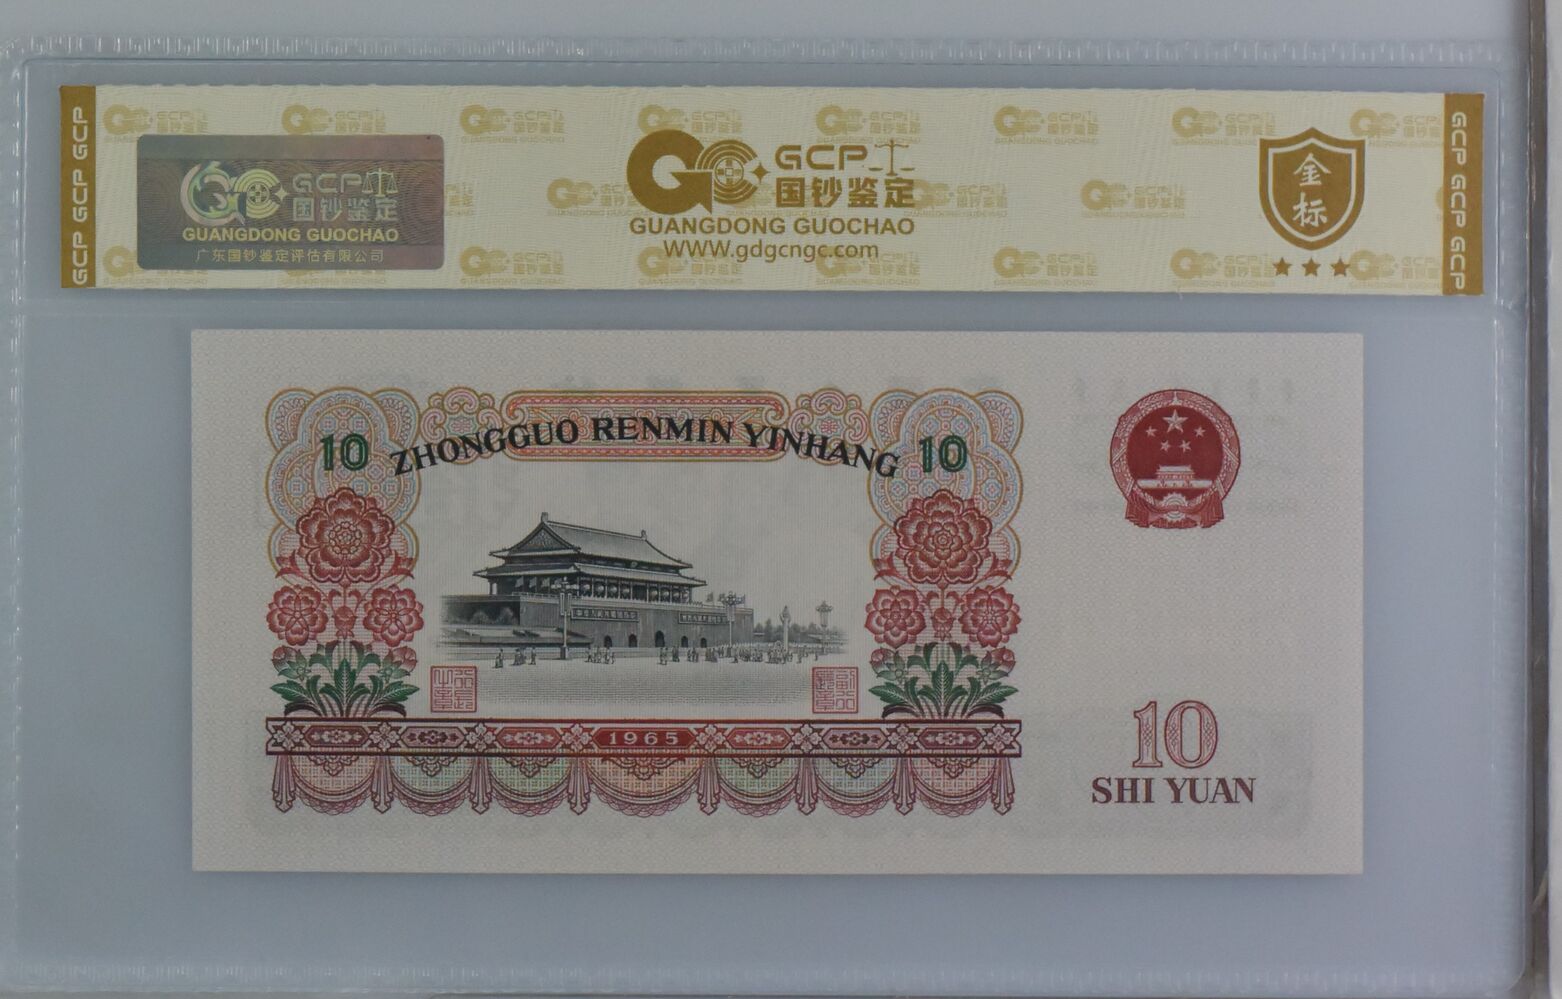 GCP GCP GCP
GCP 国钞鉴定
GUANGDONG GUOCHAO
广东国钞鉴定评估有限公司
GCP
国钞鉴定
GUANGDONG GUOCHAO
WWW.gdgcngc.com
金标
GCP GCP GCP
10 ZHONGGUO RENMIN YINHANG 10
1965
10
SHI YUAN